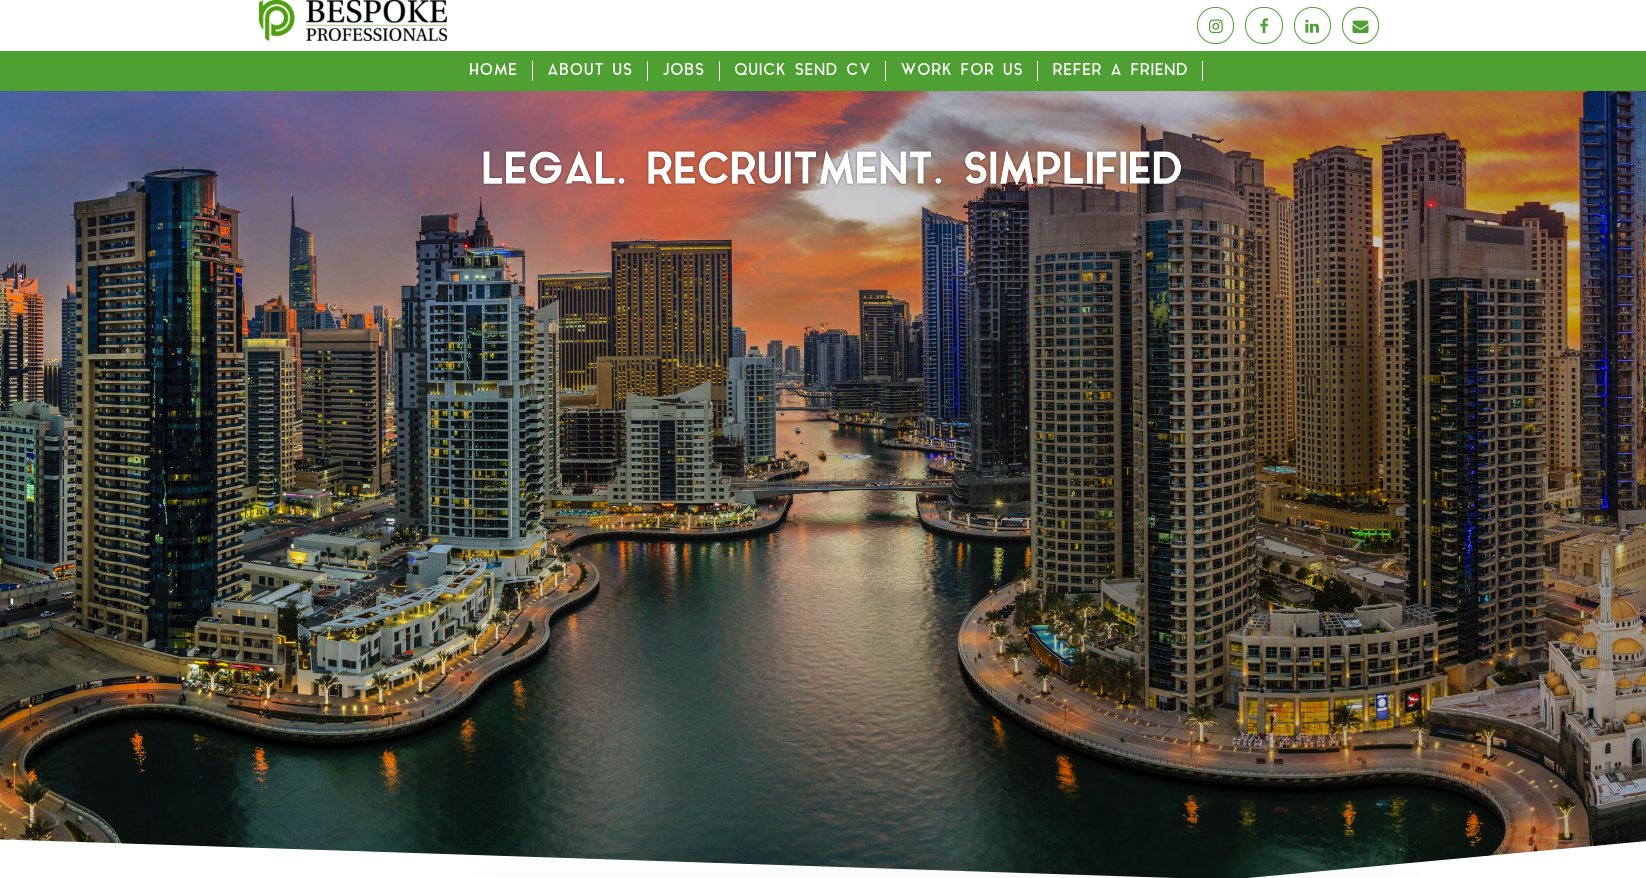 BESPOKE
PROFESSIONALS
HOME ABOUT US JOBS QUICK SEND CV WORK FOR US REFER A FRIEND
LEGAL. RECRUITMENT. SIMPLIFIED